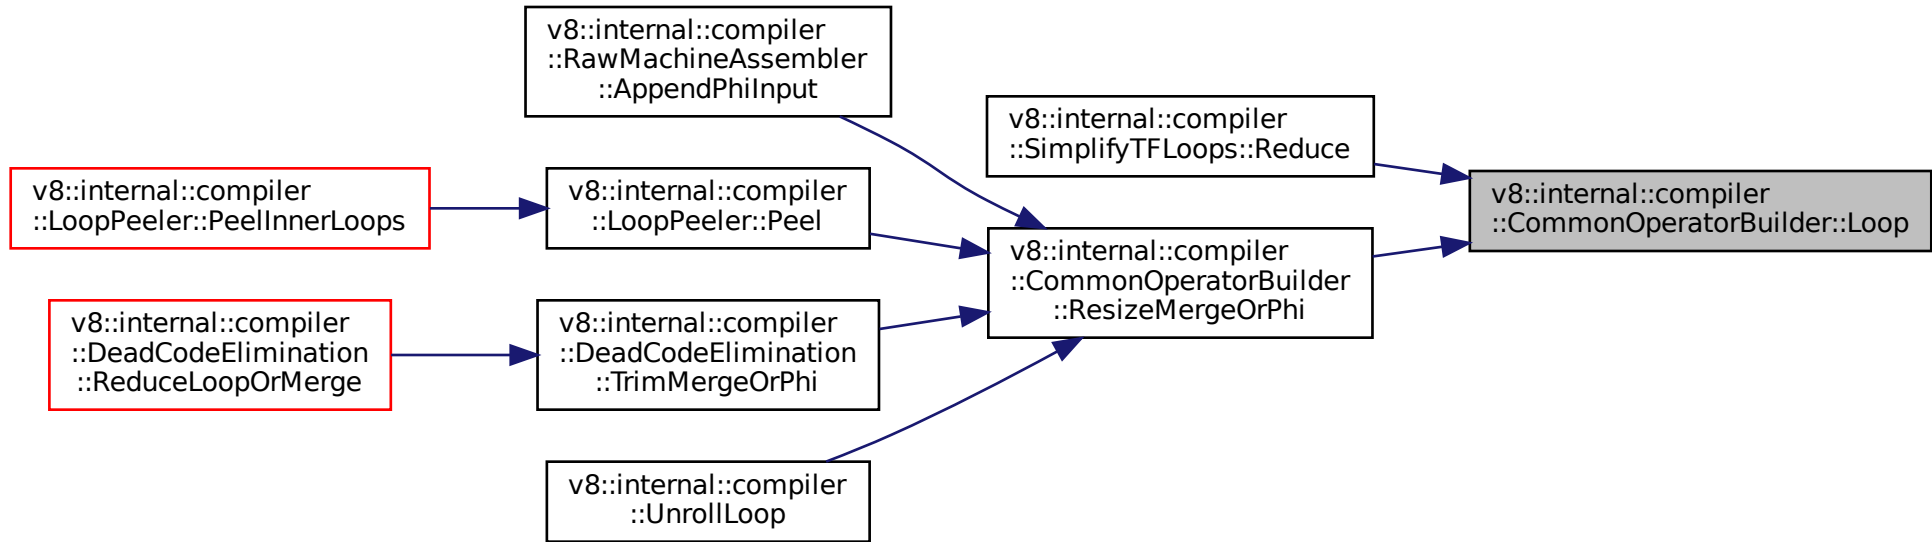 v8::internal::compiler
::RawMachineAssembler
::AppendPhiInput
v8::internal::compiler
::SimplifyTFLoops::Reduce
v8::internal::compiler
::LoopPeeler::PeelInnerLoops
v8::internal::compiler
::LoopPeeler::Peel
v8::internal::compiler
::CommonOperatorBuilder::Loop
v8::internal::compiler
::CommonOperatorBuilder
::ResizeMergeOrPhi
v8::internal::compiler
::DeadCodeElimination
::ReduceLoopOrMerge
v8::internal::compiler
::DeadCodeElimination
::TrimMergeOrPhi
v8::internal::compiler
::UnrollLoop